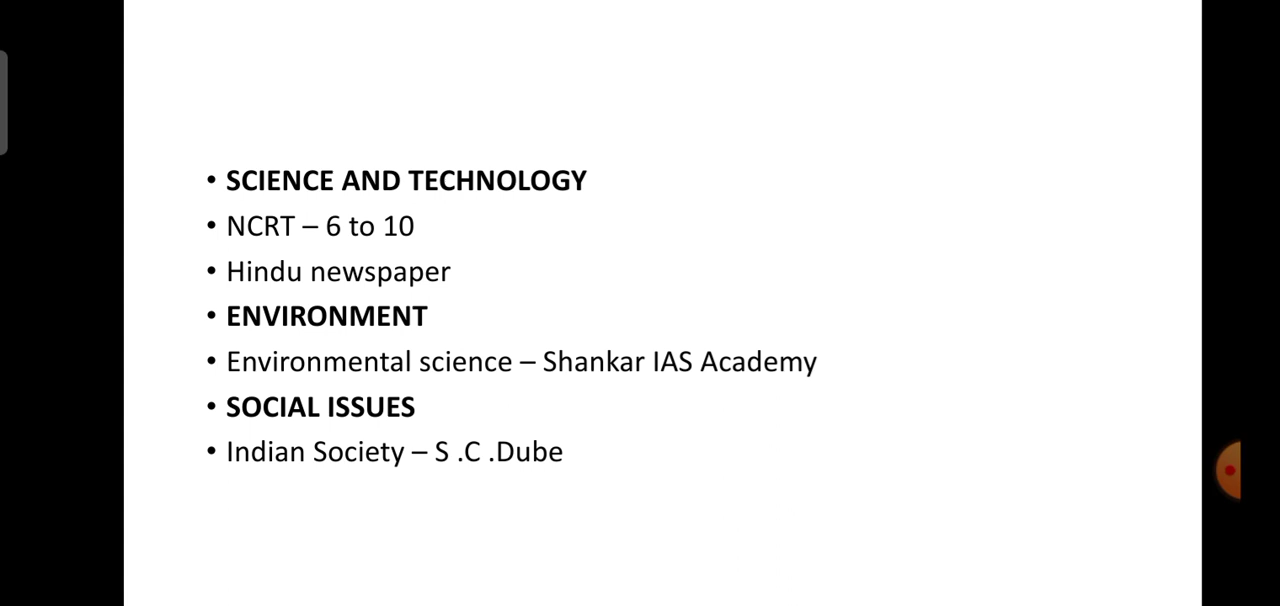 • SCIENCE AND TECHNOLOGY
• NCRT – 6 to 10
• Hindu newspaper
• ENVIRONMENT
• Environmental science – Shankar IAS Academy
• SOCIAL ISSUES
• Indian Society – S .C .Dube